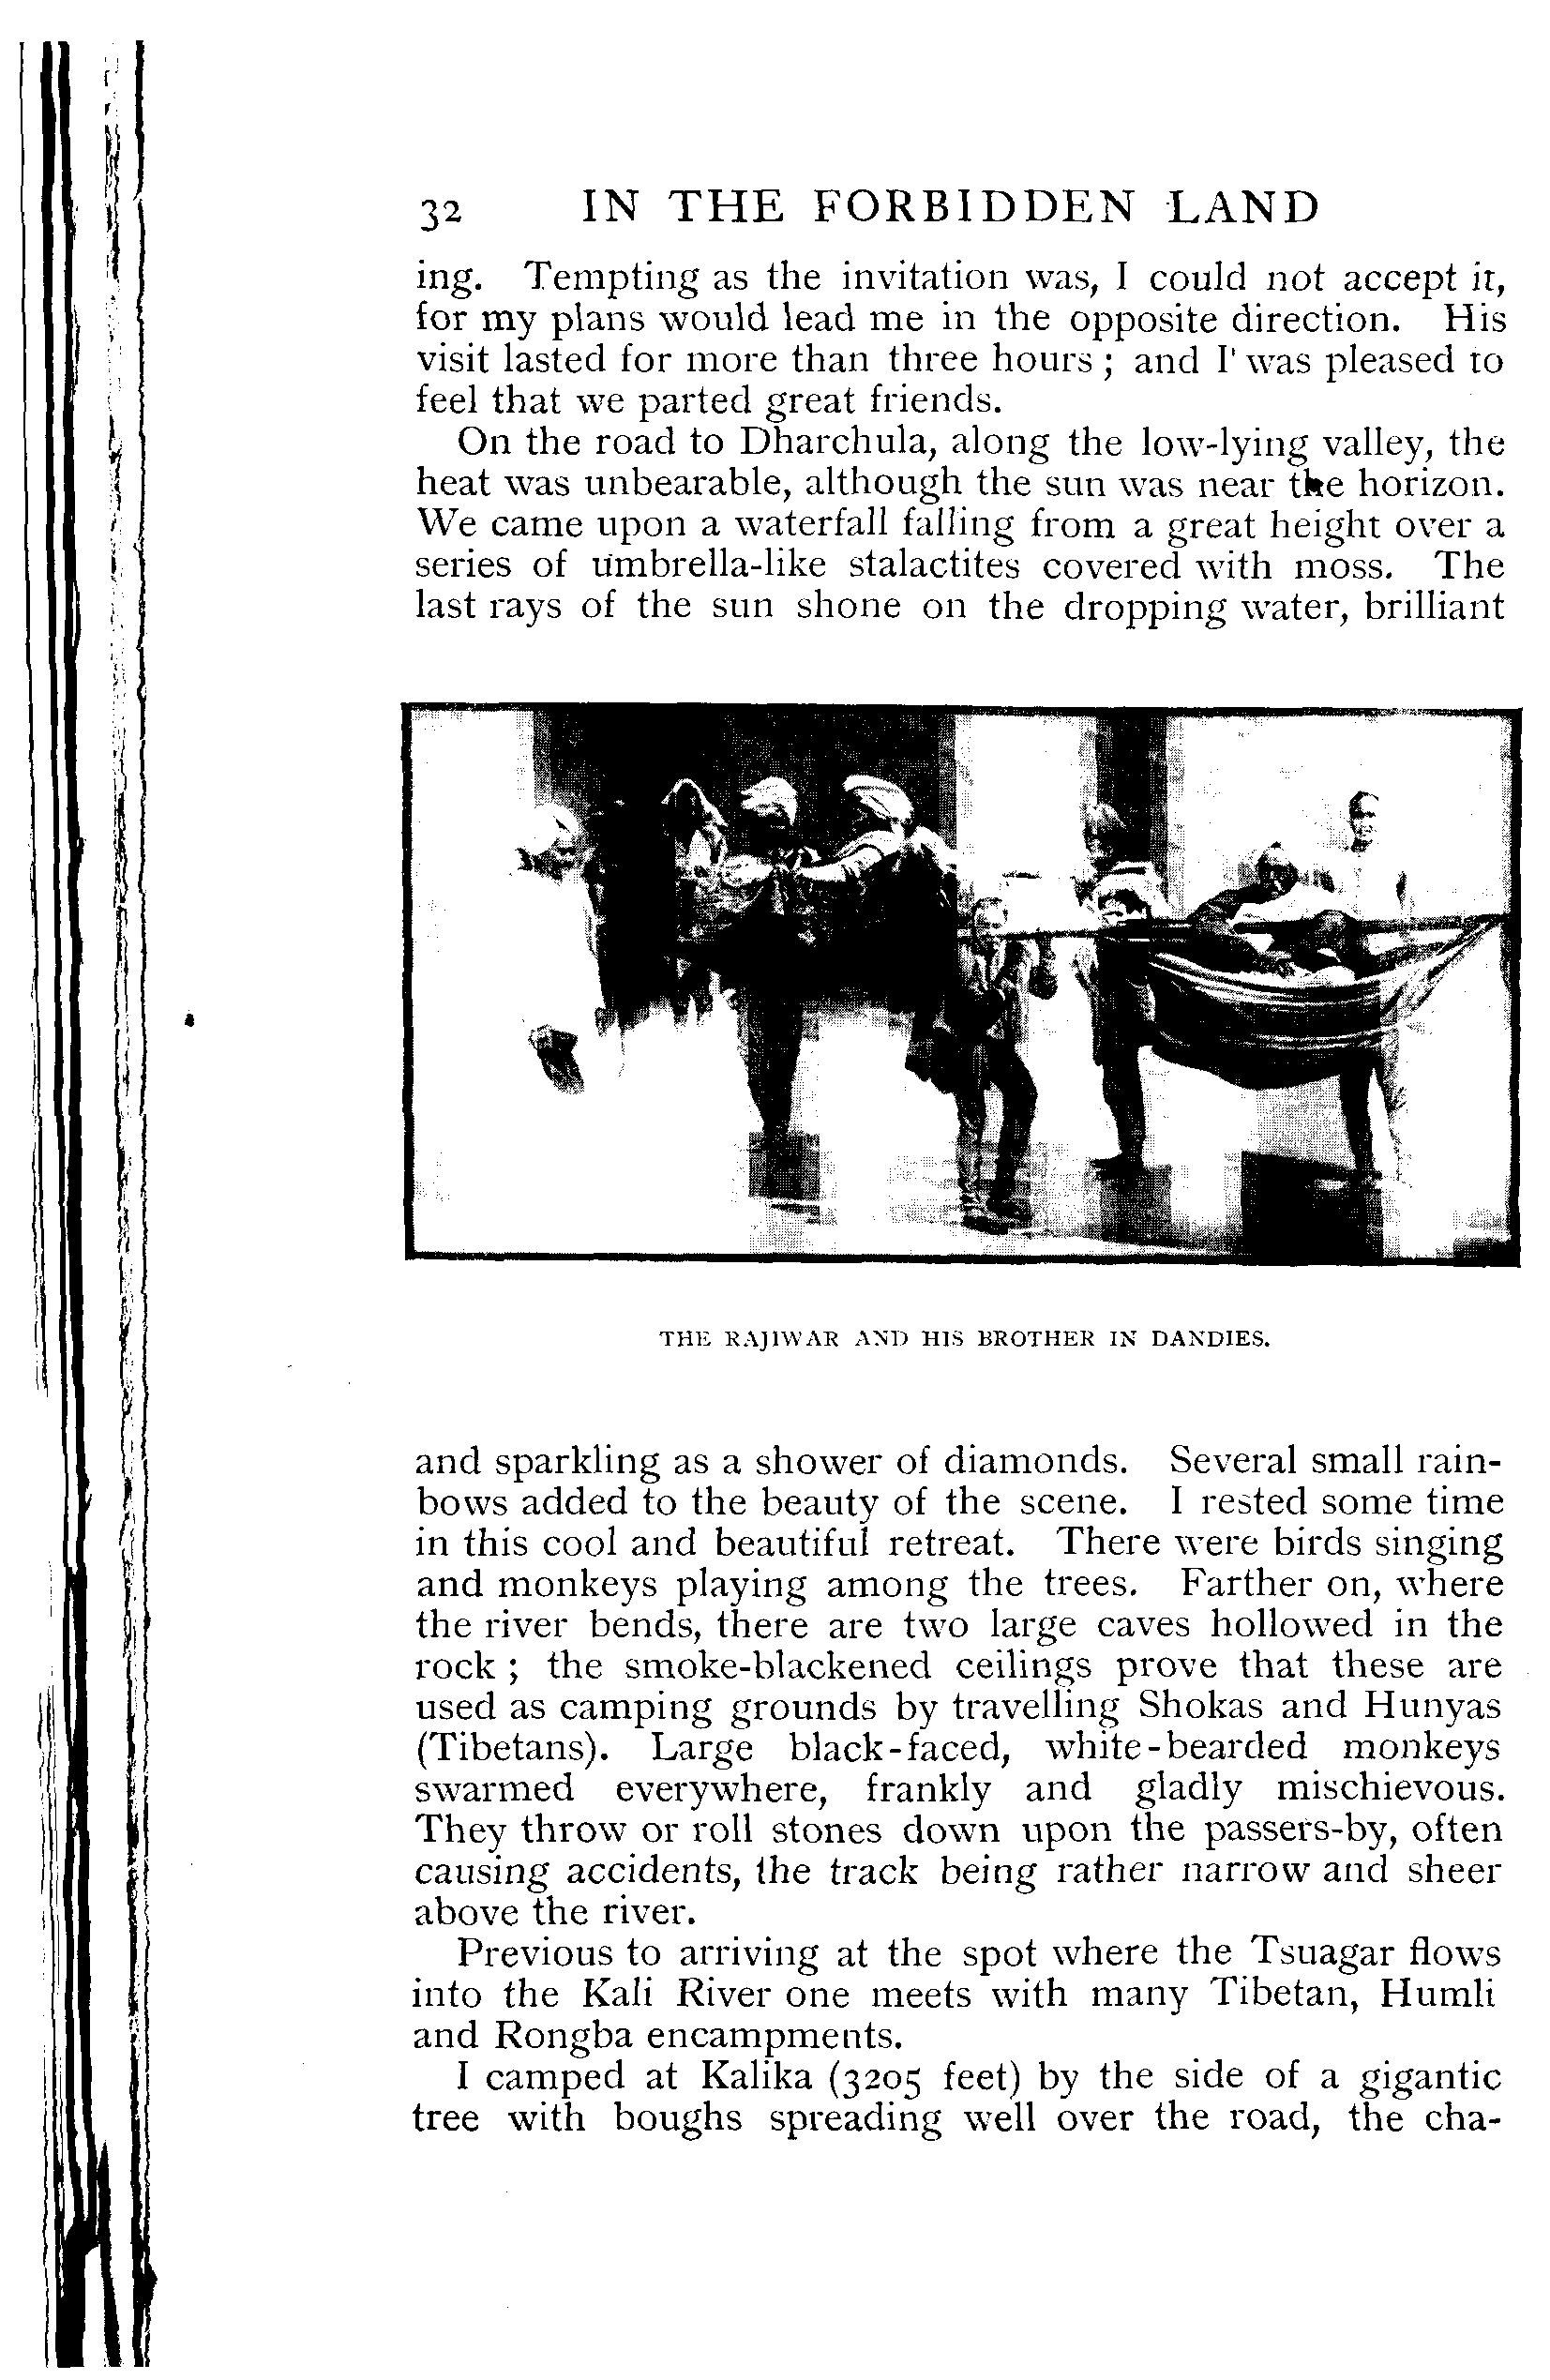 32 IN THE FORBIDDEN LAND
ing. Tempting as the invitation was, I could not accept it,
for my plans would lead me in the opposite direction. His
visit lasted for more than three hours ; and I was pleased to
feel that we parted great friends.
On the road to Dharchula, along the low-lying valley, the
heat was unbearable, although the sun was near the horizon.
We came upon a waterfall falling from a great height over a
series of umbrella-like stalactites covered with moss. The
last rays of the sun shone on the dropping water, brilliant
THE RAJIWAR AND HIS BROTHER IN DANDIES.
and sparkling as a shower of diamonds. Several small rain-
bows added to the beauty of the scene. I rested some time
in this cool and beautiful retreat. There were birds singing
and monkeys playing among the trees. Farther on, where
the river bends, there are two large caves hollowed in the
rock ; the smoke-blackened ceilings prove that these are
used as camping grounds by travelling Shokas and Hunyas
(Tibetans). Large black-faced, white-bearded monkeys
swarmed everywhere, frankly and gladly mischievous.
They throw or roll stones down upon the passers-by, often
causing accidents, the track being rather narrow and sheer
above the river.
Previous to arriving at the spot where the Tsuagar flows
into the Kali River one meets with many Tibetan, Humli
and Rongba encampments.
I camped at Kalika (3205 feet) by the side of a gigantic
tree with boughs spreading well over the road, the cha-